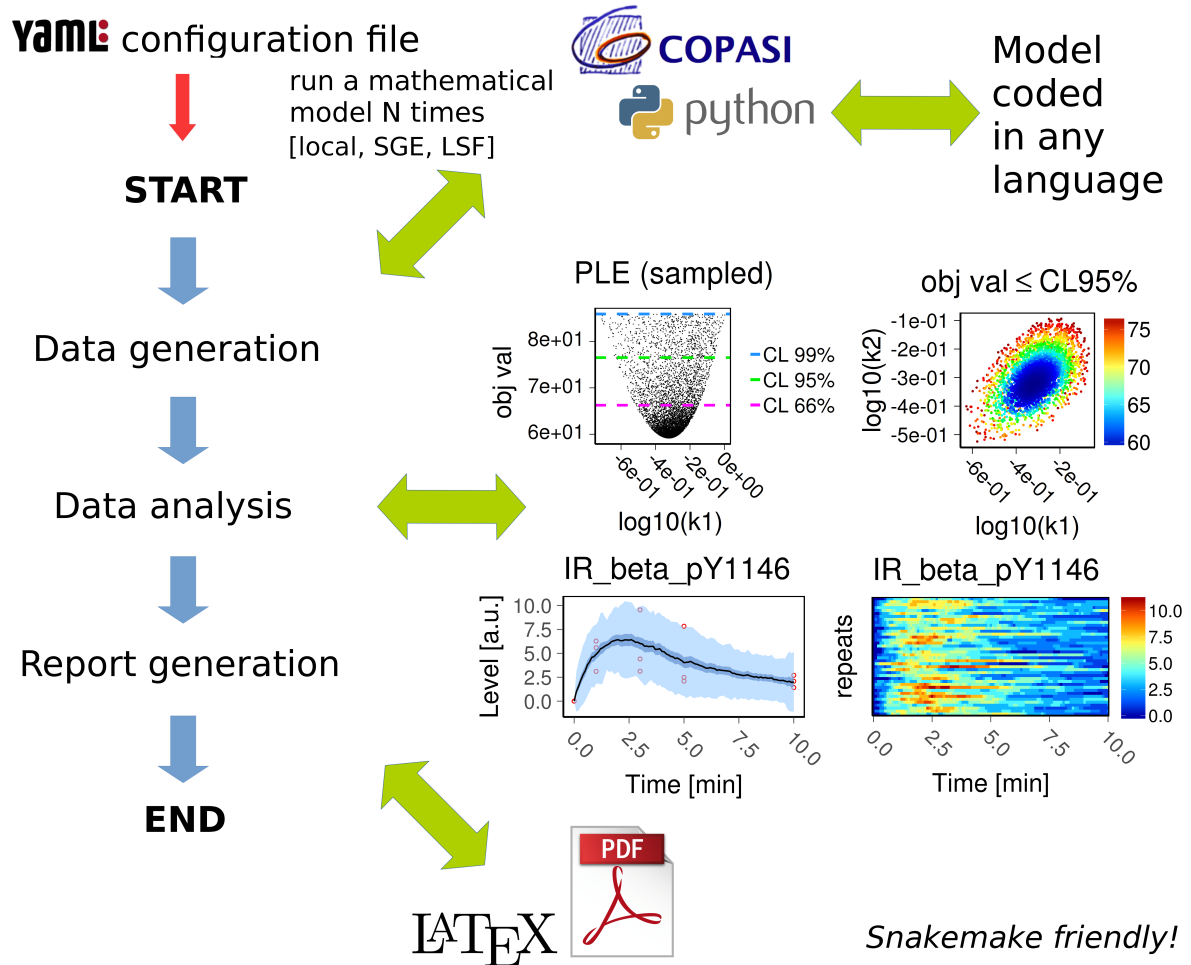 yaml: configuration file
run a mathematical
model N times
[local, SGE, LSF]
COPASI
python
Model
coded
in any
language
START
Data generation
Data analysis
Report generation
END
PLE (sampled)
obj val
8e+01
7e+01
6e+01
-6e-01
-4e-01
-2e-01
0e+00
log10(k1)
CL 99%
CL 95%
CL 66%
obj val ≤ CL95%
log10(k2)
-1e-01
-2e-01
-3e-01
-4e-01
-5e-01
-6e-01
-4e-01
-2e-01
log10(k1)
75
70
65
60
IR_beta_pY1146
Level [a.u.]
10.0
7.5
5.0
2.5
0.0
0.0
2.5
5.0
7.5
10.0
Time [min]
IR_beta_pY1146
repeats
0.0
2.5
5.0
7.5
10.0
Time [min]
10.0
7.5
5.0
2.5
0.0
LATEX
PDF
Snakemake friendly!